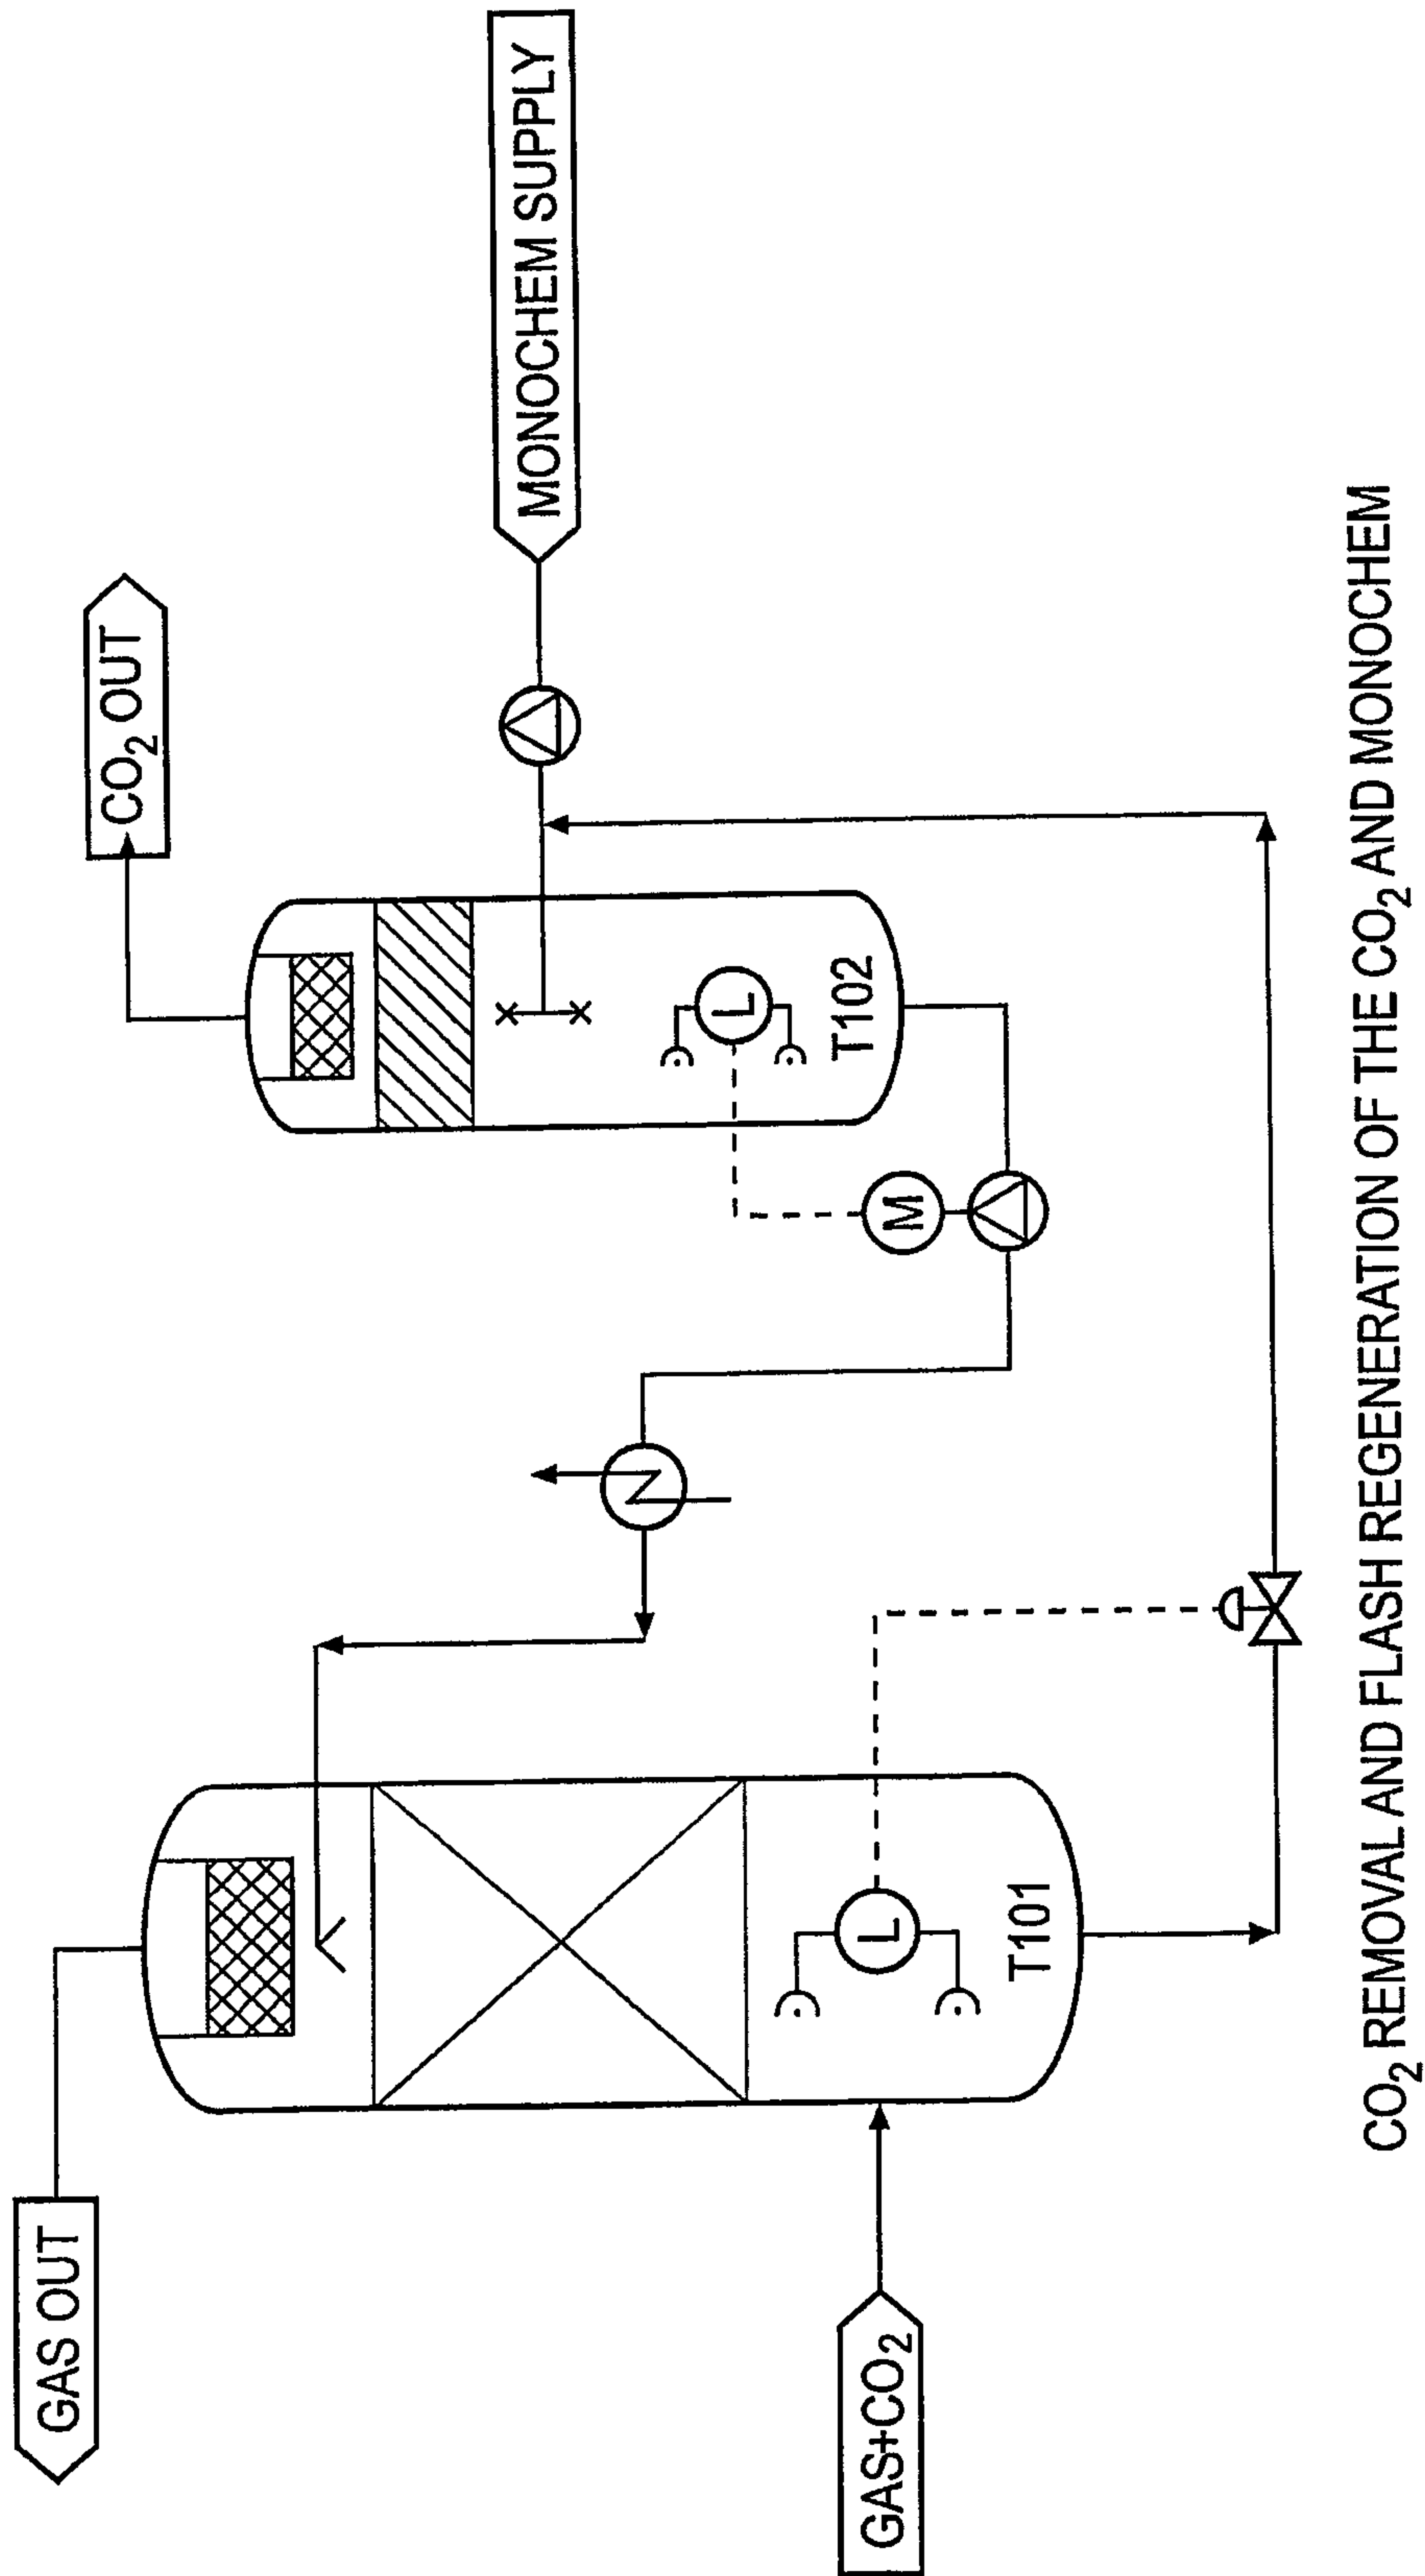 GAS OUT
CO₂ OUT
MONOCHEM SUPPLY
GAS+CO₂
L
T101
L
T102
M
CO₂ REMOVAL AND FLASH REGENERATION OF THE CO₂ AND MONOCHEM